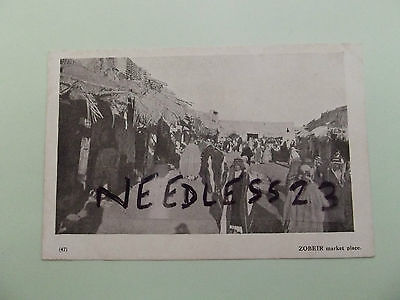 NEEDLESS23
(47)
ZOBEIR market place.